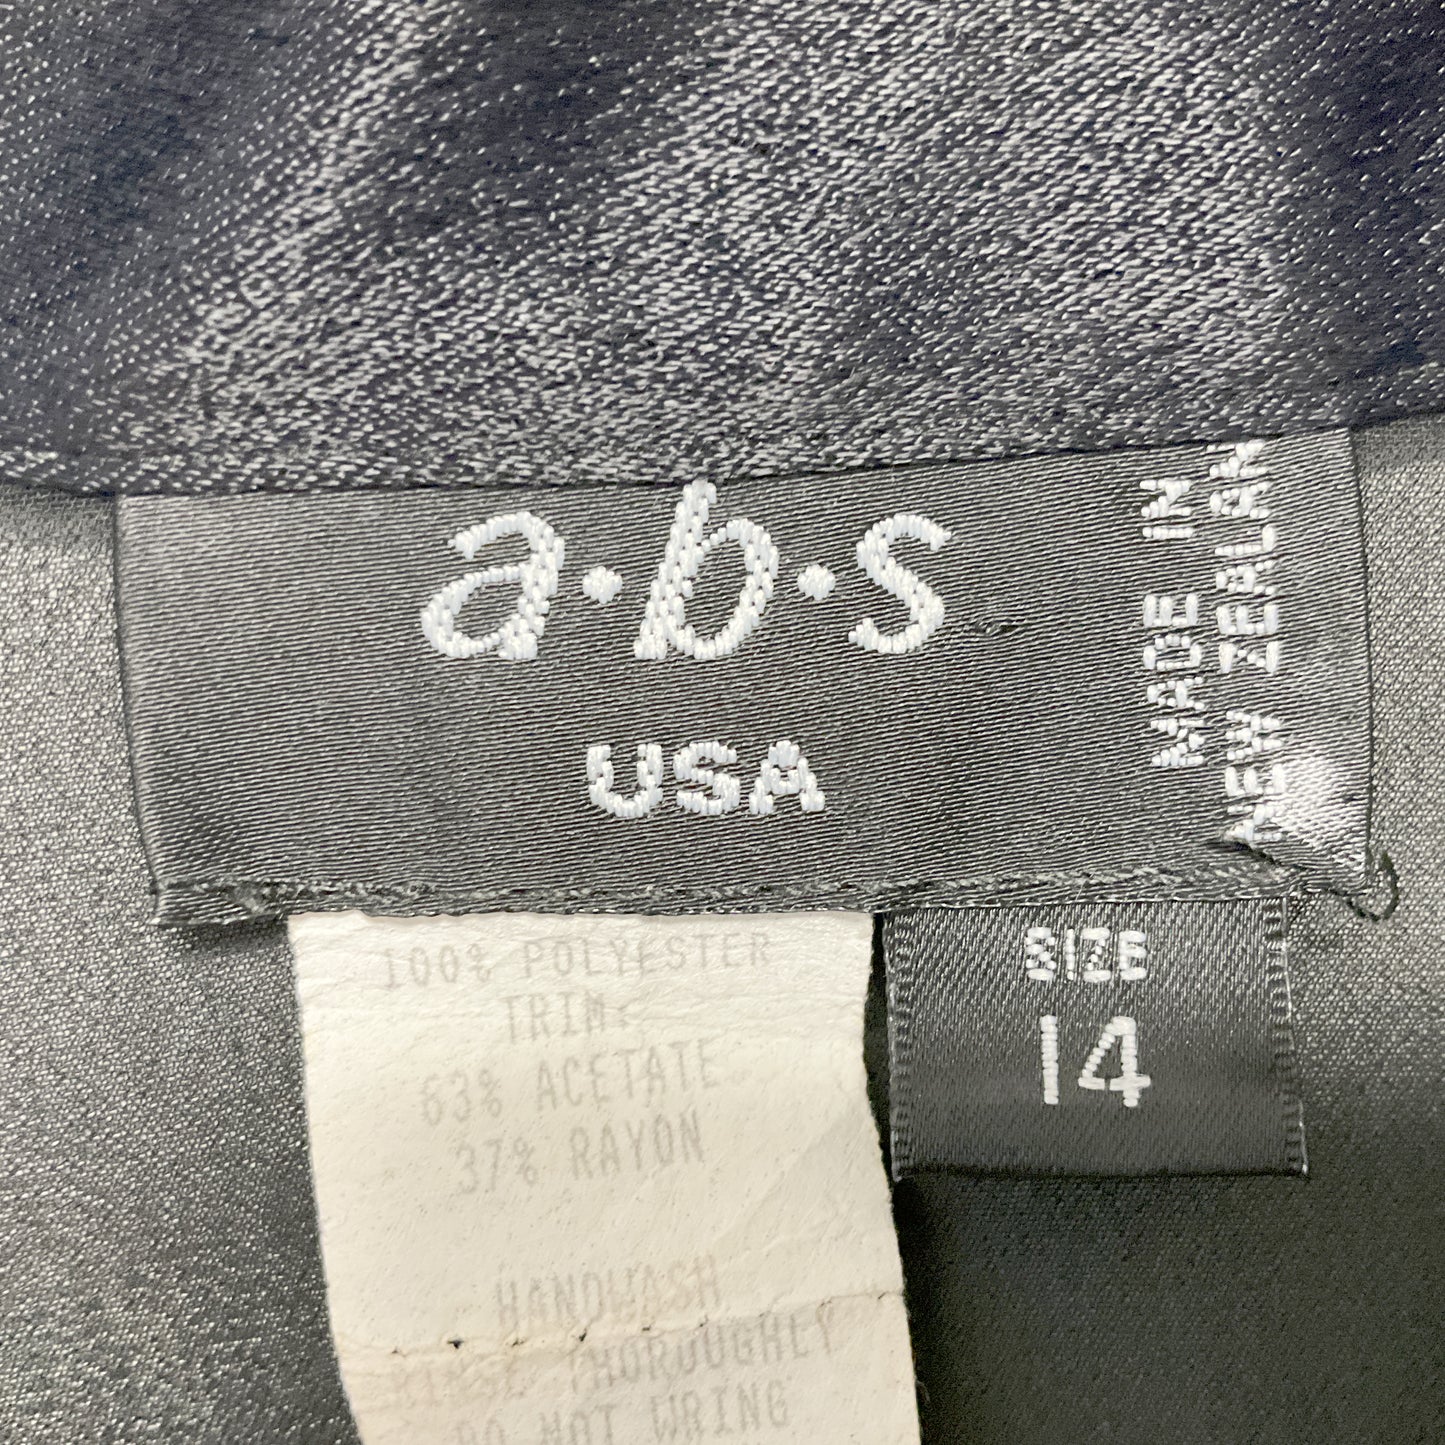 a·b·s
USA
MADE IN
NEW ZEALAN
SIZE
14
100% POLYESTER
TRIM:
63% ACETATE
37% RAYON
HANDWASH
RINSE THOROUGHLY
DO NOT WRING